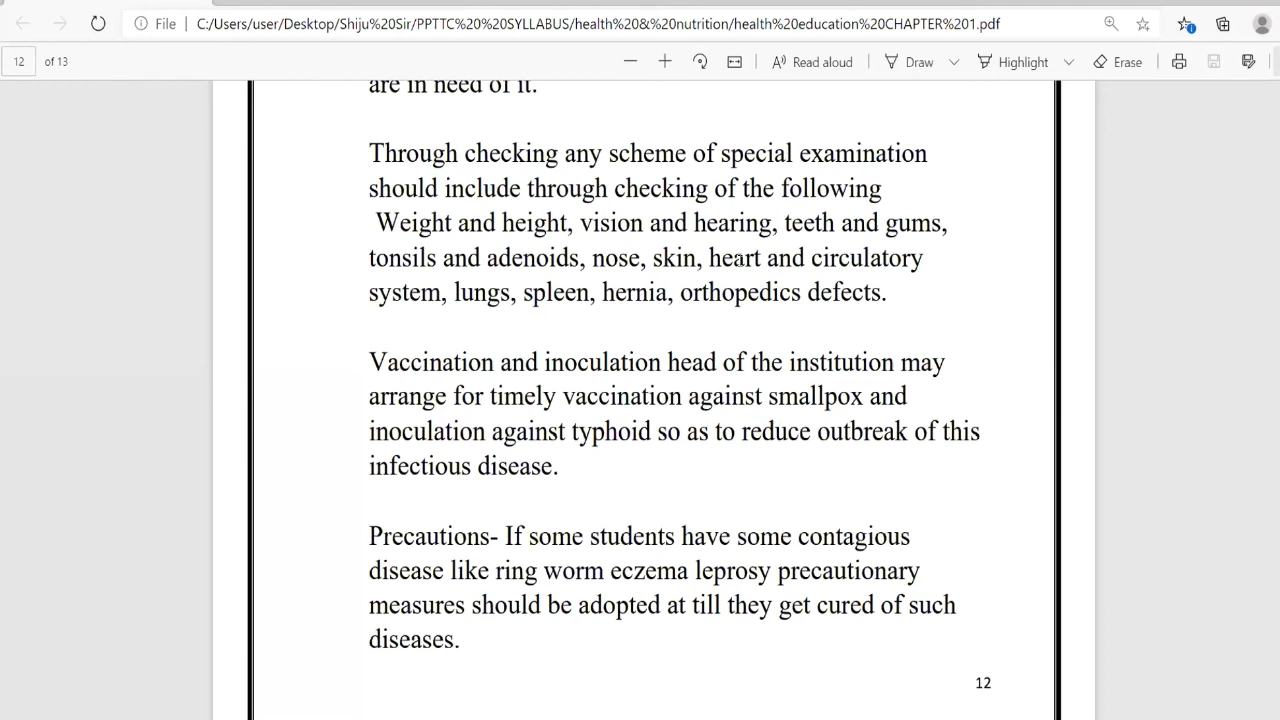 File
C:/Users/user/Desktop/Shiju%20Sir/PPTTC%20%20SYLLABUS/health%20&%20nutrition/health%20education%20CHAPTER%201.pdf
12 of 13
Read aloud
Draw
Highlight
Erase
are in need of it.
Through checking any scheme of special examination
should include through checking of the following
Weight and height, vision and hearing, teeth and gums,
tonsils and adenoids, nose, skin, heart and circulatory
system, lungs, spleen, hernia, orthopedics defects.
Vaccination and inoculation head of the institution may
arrange for timely vaccination against smallpox and
inoculation against typhoid so as to reduce outbreak of this
infectious disease.
Precautions- If some students have some contagious
disease like ring worm eczema leprosy precautionary
measures should be adopted at till they get cured of such
diseases.
12